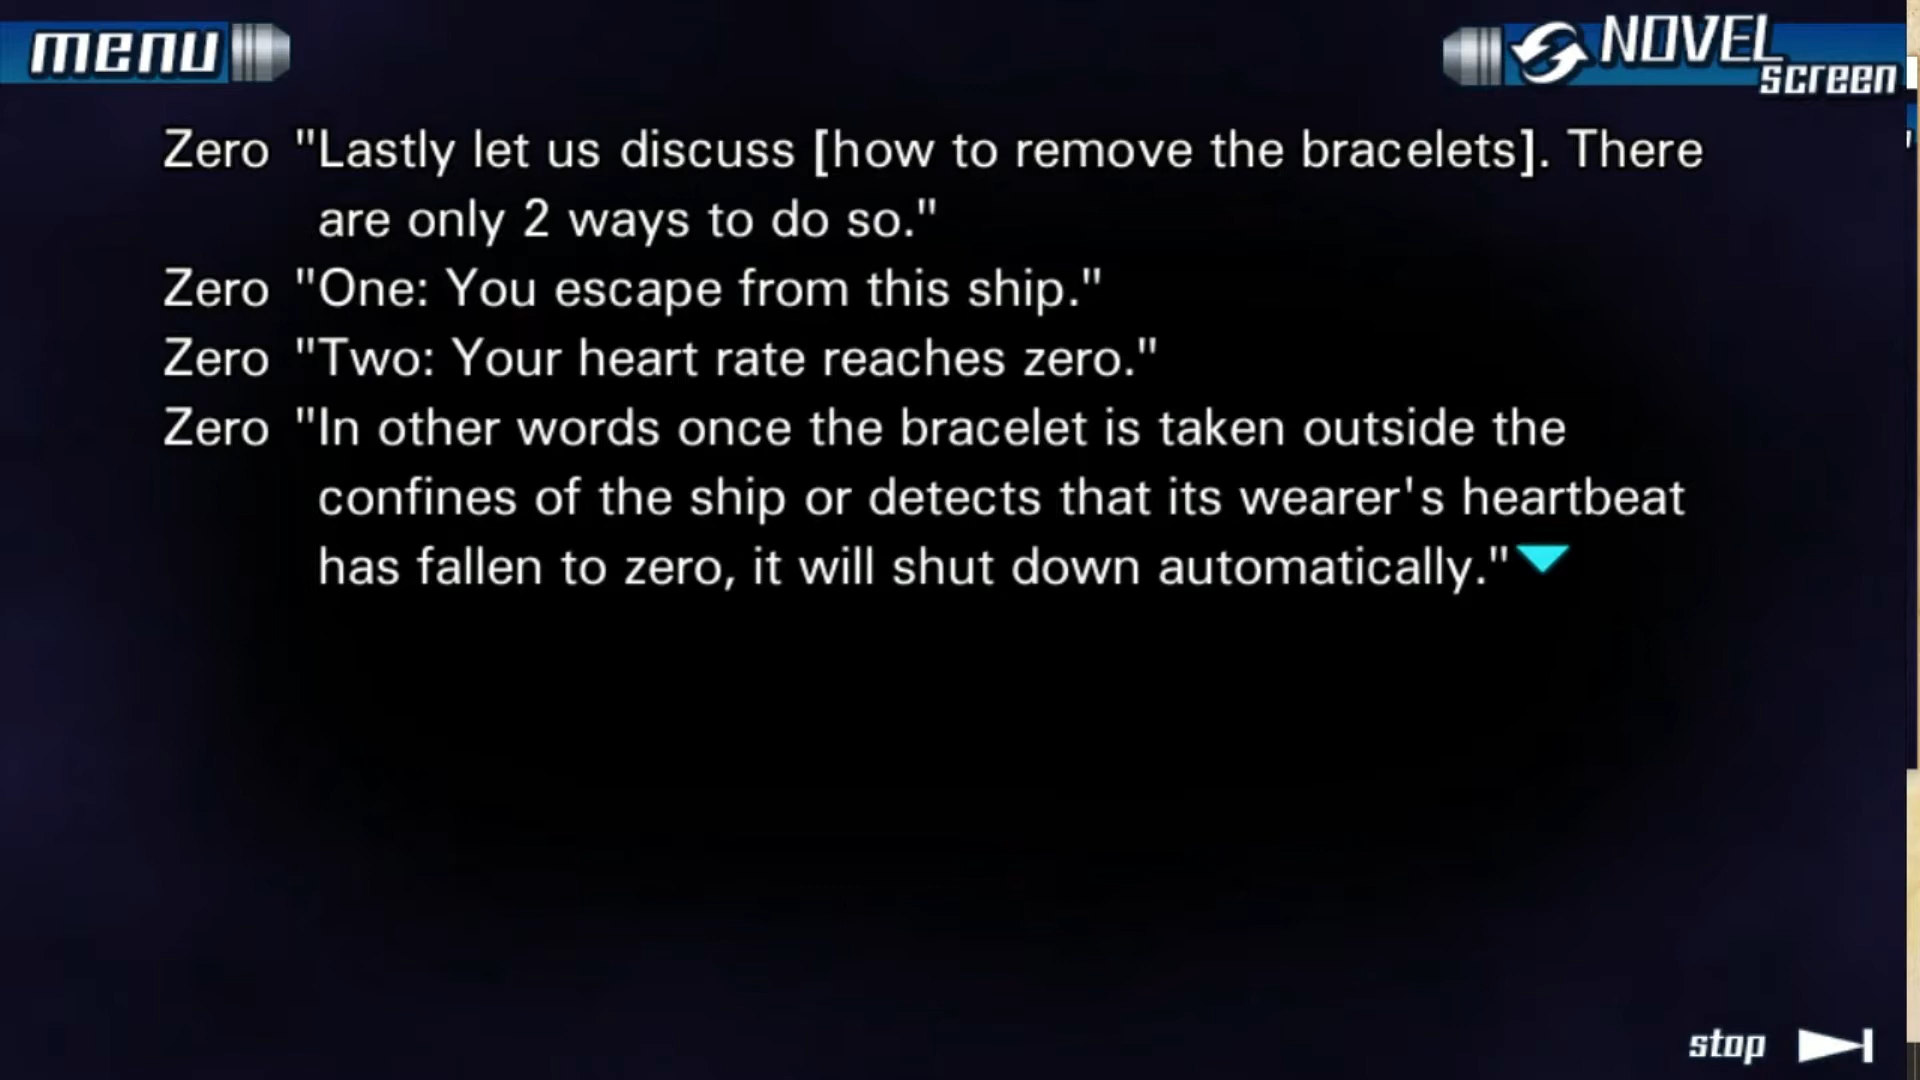 menu
NOVEL
screen
Zero "Lastly let us discuss [how to remove the bracelets]. There
are only 2 ways to do so."
Zero "One: You escape from this ship."
Zero "Two: Your heart rate reaches zero."
Zero "In other words once the bracelet is taken outside the
confines of the ship or detects that its wearer's heartbeat
has fallen to zero, it will shut down automatically."
stop